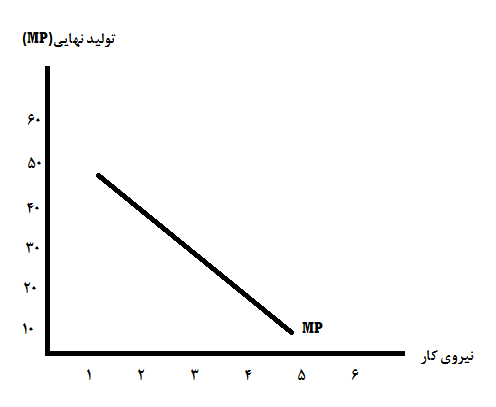 تولید نهایی(MP)
۶۰
۵۰
۴۰
۳۰
۲۰
۱۰
MP
نیروی کار
۱ ۲ ۳ ۴ ۵ ۶